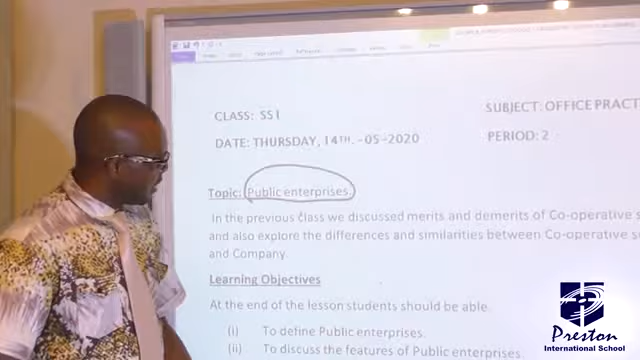 CLASS: SS1
SUBJECT: OFFICE PRACT
DATE: THURSDAY, 14TH. -05-2020
PERIOD: 2
Topic: Public enterprises.
In the previous class we discussed merits and demerits of Co-operative s
and also explore the differences and similarities between Co-operative s
and Company.
Learning Objectives
At the end of the lesson students should be able.
(i) To define Public enterprises.
(ii) To discuss the features of Public enterprises
Preston
International School